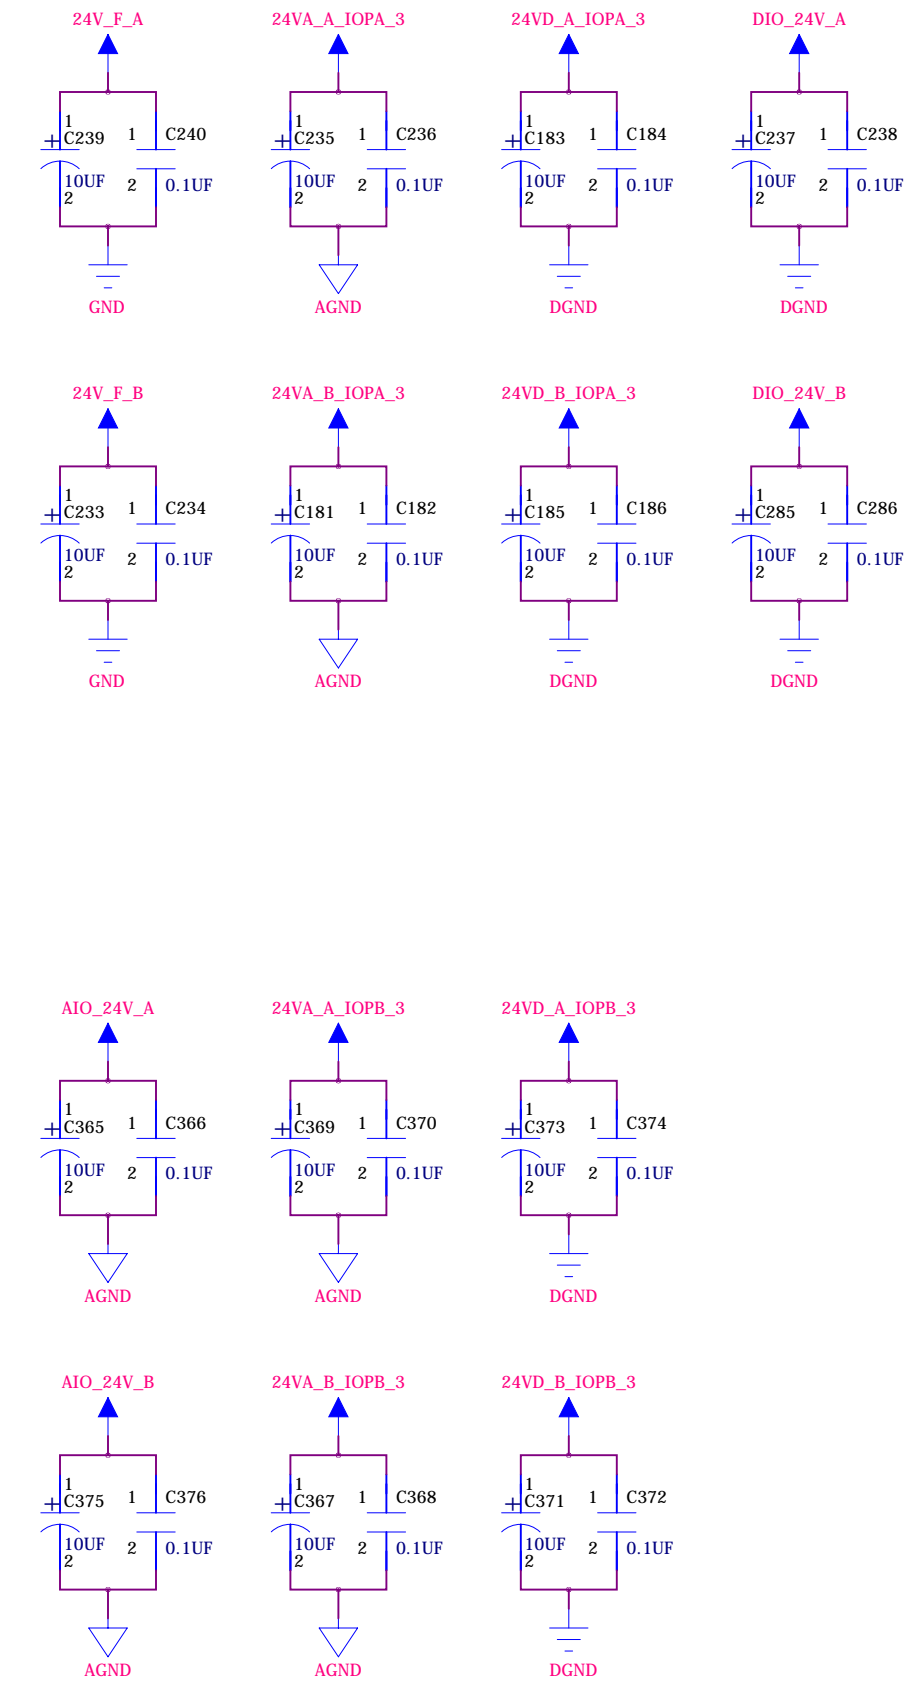 24V_F_A 24VA_A_IOPA_3 24VD_A_IOPA_3 DIO_24V_A
1 1 1 1
+ C239 1 C240 + C235 1 C236 + C183 1 C184 + C237 1 C238
10UF 2 0.1UF 10UF 2 0.1UF 10UF 2 0.1UF 10UF 2 0.1UF
2 2 2 2
GND AGND DGND DGND
24V_F_B 24VA_B_IOPA_3 24VD_B_IOPA_3 DIO_24V_B
1 1 1 1
+ C233 1 C234 + C181 1 C182 + C185 1 C186 + C285 1 C286
10UF 2 0.1UF 10UF 2 0.1UF 10UF 2 0.1UF 10UF 2 0.1UF
2 2 2 2
GND AGND DGND DGND
AIO_24V_A 24VA_A_IOPB_3 24VD_A_IOPB_3
1 1 1
+ C365 1 C366 + C369 1 C370 + C373 1 C374
10UF 2 0.1UF 10UF 2 0.1UF 10UF 2 0.1UF
2 2 2
AGND AGND DGND
AIO_24V_B 24VA_B_IOPB_3 24VD_B_IOPB_3
1 1 1
+ C375 1 C376 + C367 1 C368 + C371 1 C372
10UF 2 0.1UF 10UF 2 0.1UF 10UF 2 0.1UF
2 2 2
AGND AGND DGND